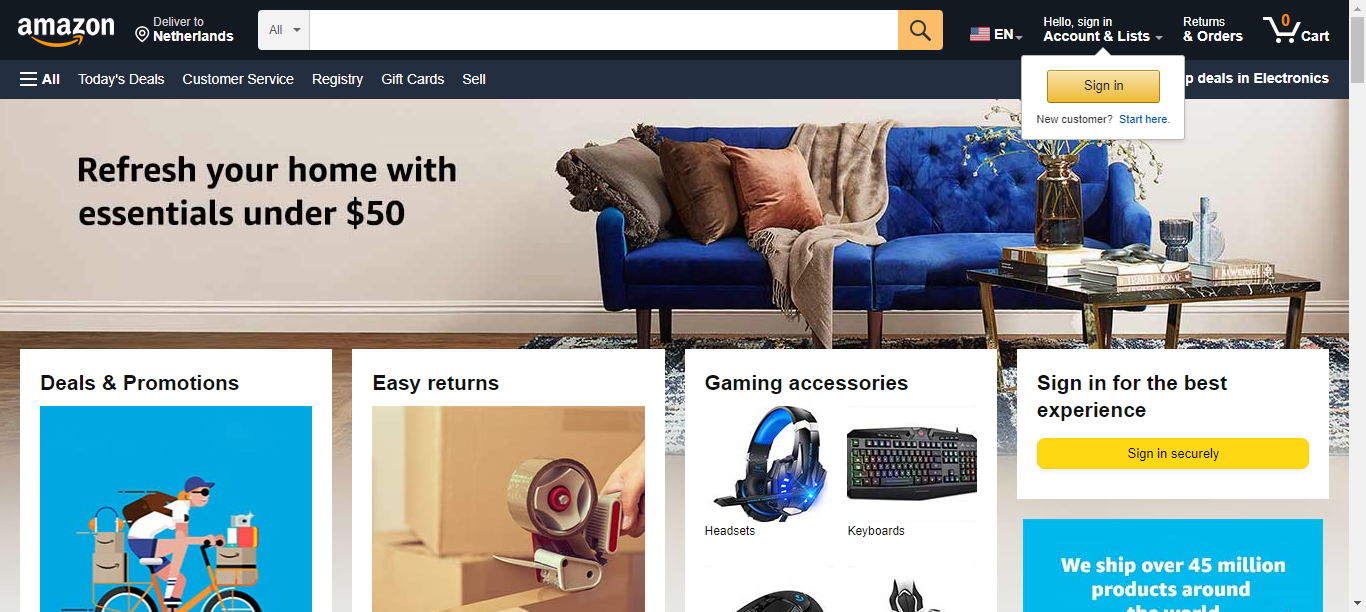 amazon
Deliver to
Netherlands
All
EN
Hello, sign in
Account & Lists
Returns
& Orders
0
Cart
All
Today's Deals
Customer Service
Registry
Gift Cards
Sell
p deals in Electronics
Sign in
New customer? Start here.
Refresh your home with
essentials under $50
Deals & Promotions
Easy returns
Gaming accessories
Headsets
Keyboards
Sign in for the best
experience
Sign in securely
We ship over 45 million
products around
the world